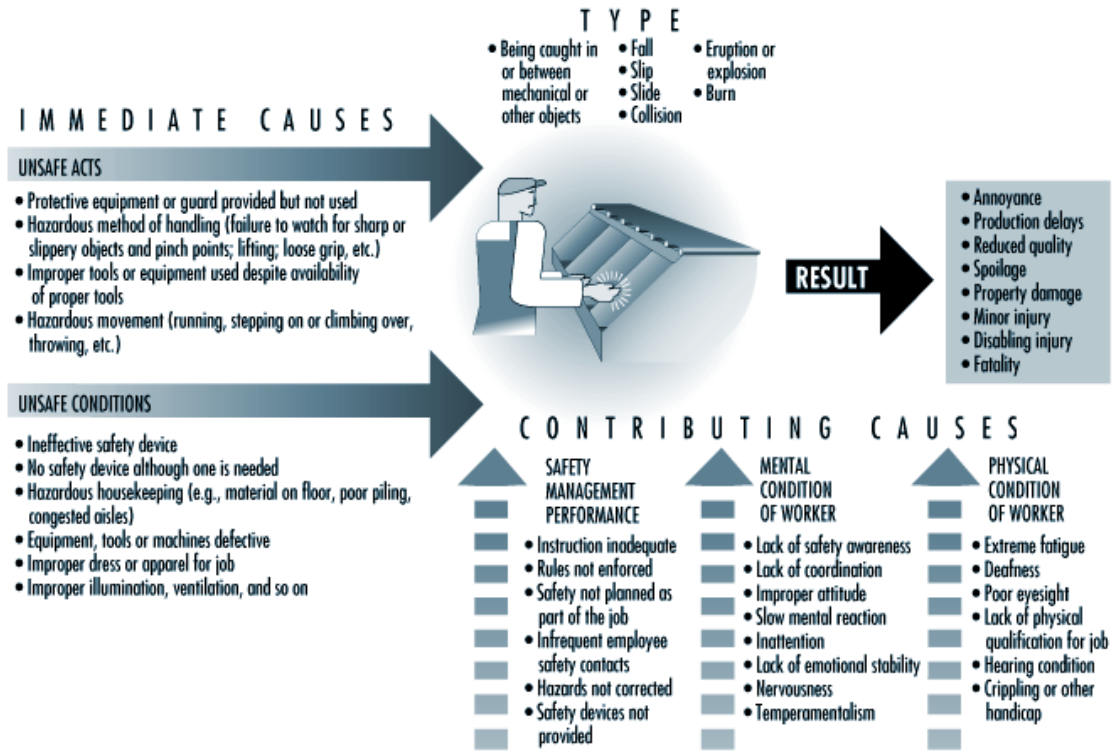 TYPE
• Being caught in
or between
mechanical or
other objects
• Fall
• Slip
• Slide
• Collision
• Eruption or
explosion
• Burn
IMMEDIATE CAUSES
UNSAFE ACTS
• Protective equipment or guard provided but not used
• Hazardous method of handling (failure to watch for sharp or
slippery objects and pinch points; lifting; loose grip, etc.)
• Improper tools or equipment used despite availability
of proper tools
• Hazardous movement (running, stepping on or climbing over,
throwing, etc.)
UNSAFE CONDITIONS
• Ineffective safety device
• No safety device although one is needed
• Hazardous housekeeping (e.g., material on floor, poor piling,
congested aisles)
• Equipment, tools or machines defective
• Improper dress or apparel for job
• Improper illumination, ventilation, and so on
RESULT
• Annoyance
• Production delays
• Reduced quality
• Spoilage
• Property damage
• Minor injury
• Disabling injury
• Fatality
CONTRIBUTING CAUSES
SAFETY
MANAGEMENT
PERFORMANCE
• Instruction inadequate
• Rules not enforced
• Safety not planned as
part of the job
• Infrequent employee
safety contacts
• Hazards not corrected
• Safety devices not
provided
MENTAL
CONDITION
OF WORKER
• Lack of safety awareness
• Lack of coordination
• Improper attitude
• Slow mental reaction
• Inattention
• Lack of emotional stability
• Nervousness
• Temperamentalism
PHYSICAL
CONDITION
OF WORKER
• Extreme fatigue
• Deafness
• Poor eyesight
• Lack of physical
qualification for job
• Hearing condition
• Crippling or other
handicap